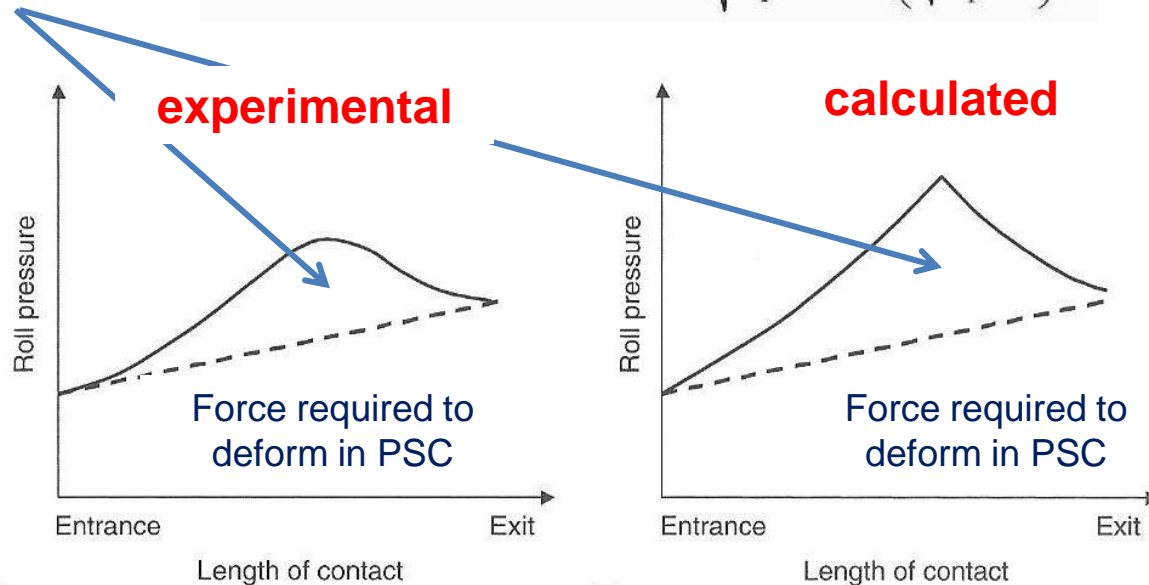 experimental
calculated
Roll pressure
Roll pressure
Force required to
deform in PSC
Force required to
deform in PSC
Entrance
Exit
Entrance
Exit
Length of contact
Length of contact